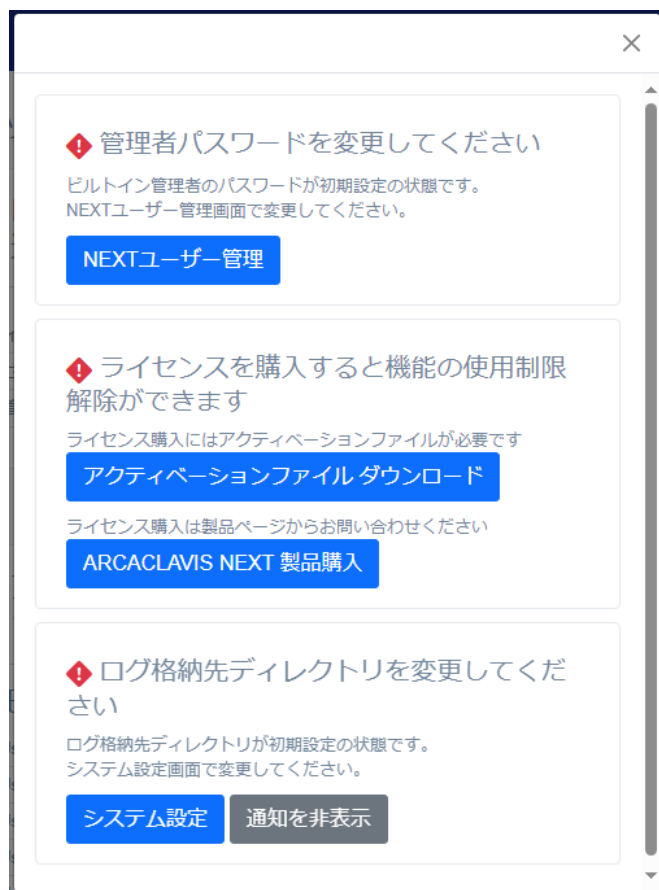 管理者パスワードを変更してください
ビルトイン管理者のパスワードが初期設定の状態です。
NEXTユーザー管理画面で変更してください。
NEXTユーザー管理
ライセンスを購入すると機能の使用制限
解除ができます
ライセンス購入にはアクティベーションファイルが必要です
アクティベーションファイル ダウンロード
ライセンス購入は製品ページからお問い合わせください
ARCACLAVIS NEXT 製品購入
ログ格納先ディレクトリを変更してくだ
さい
ログ格納先ディレクトリが初期設定の状態です。
システム設定画面で変更してください。
システム設定 通知を非表示